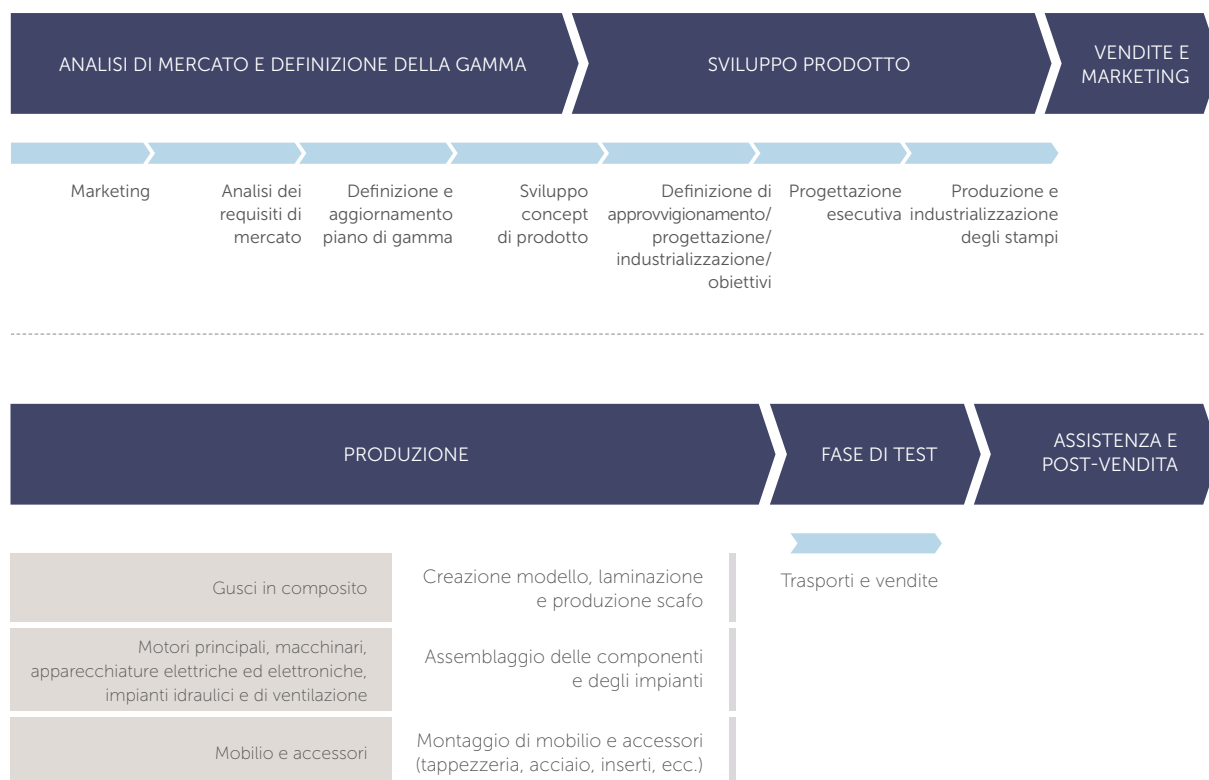 ANALISI DI MERCATO E DEFINIZIONE DELLA GAMMA
SVILUPPO PRODOTTO
VENDITE E
MARKETING
Marketing
Analisi dei
requisiti di
mercato
Definizione e
aggiornamento
piano di gamma
Sviluppo
concept
di prodotto
Definizione di
approvvigionamento/
progettazione/
industrializzazione/
obiettivi
Progettazione
esecutiva
Produzione e
industrializzazione
degli stampi
PRODUZIONE
FASE DI TEST
ASSISTENZA E
POST-VENDITA
Gusci in composito
Creazione modello, laminazione
e produzione scafo
Trasporti e vendite
Motori principali, macchinari,
apparecchiature elettriche ed elettroniche,
impianti idraulici e di ventilazione
Assemblaggio delle componenti
e degli impianti
Mobilio e accessori
Montaggio di mobilio e accessori
(tappezzeria, acciaio, inserti, ecc.)